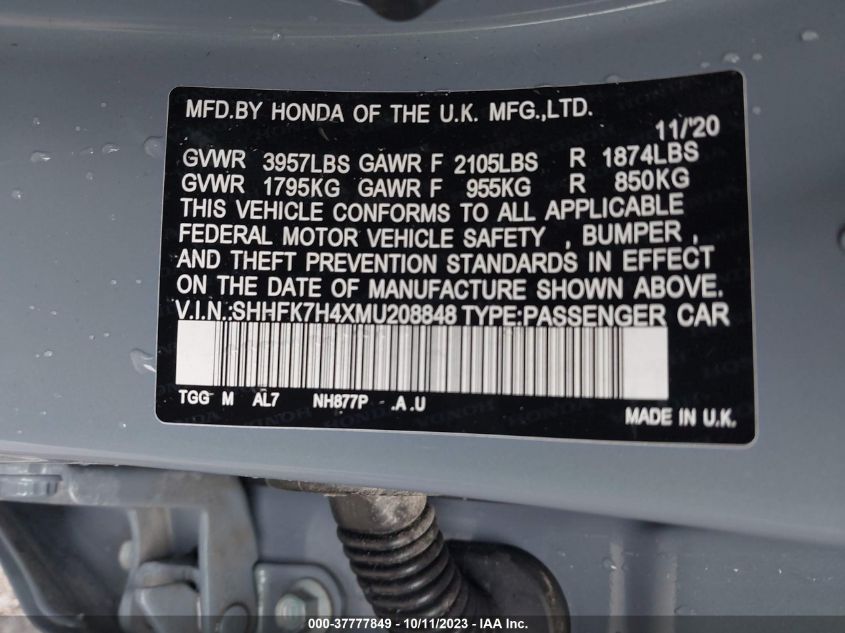 MFD.BY HONDA OF THE U.K. MFG.,LTD.
11/'20
GVWR 3957LBS GAWR F 2105LBS R 1874LBS
GVWR 1795KG GAWR F 955KG R 850KG
THIS VEHICLE CONFORMS TO ALL APPLICABLE
FEDERAL MOTOR VEHICLE SAFETY , BUMPER ,
AND THEFT PREVENTION STANDARDS IN EFFECT
ON THE DATE OF MANUFACTURE SHOWN ABOVE.
V.I.N.:SHHFK7H4XMU208848 TYPE:PASSENGER CAR
TGG M AL7 NH877P .A .U
MADE IN U.K.
000-37777849 - 10/11/2023 - IAA Inc.